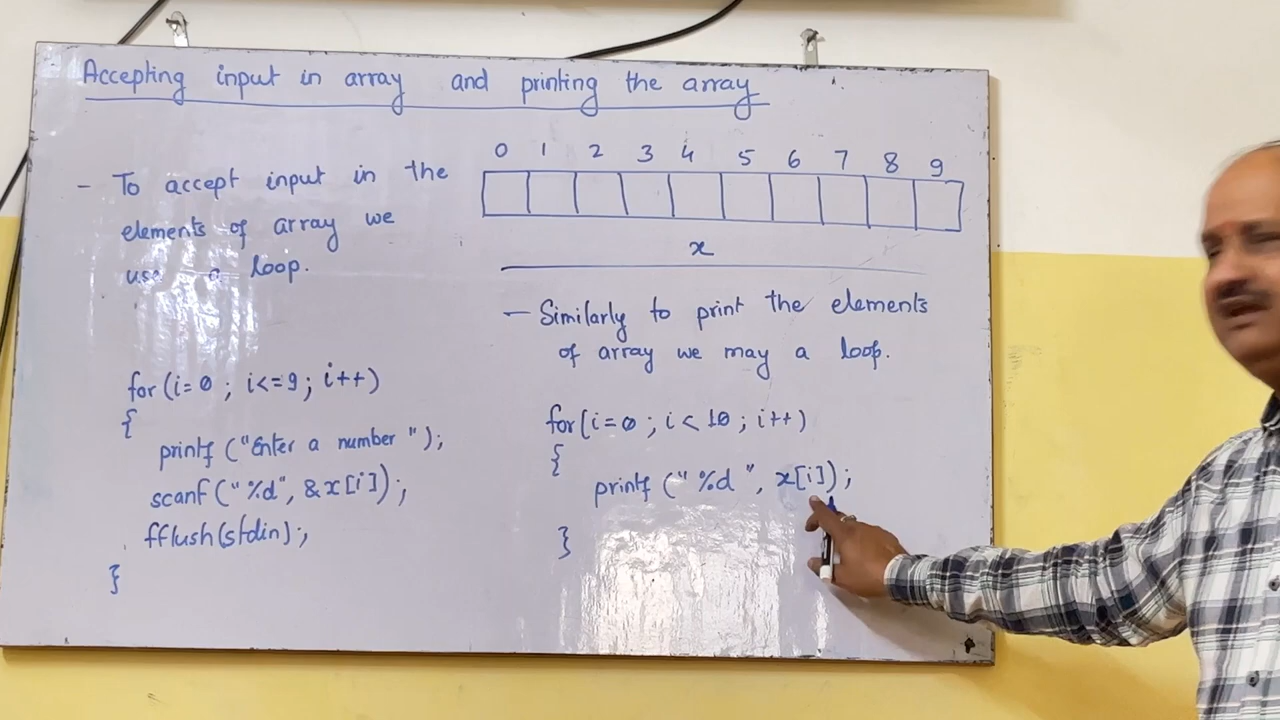 Accepting input in array and printing the array
- To accept input in the
elements of array we
use a loop.
for (i=0 ; i<=9 ; i++)
{
printf ("Enter a number ");
scanf ("%d", &x[i]);
fflush(stdin);
}
0 1 2 3 4 5 6 7 8 9
x
- Similarly to print the elements
of array we may a loop.
for(i=0 ; i< 10 ; i++)
{
printf ("%d ", x[i]);
}